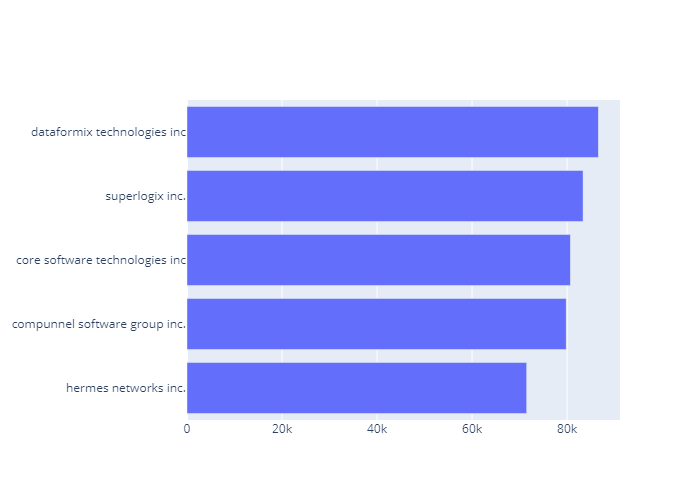 dataformix technologies inc
superlogix inc.
core software technologies inc
compunnel software group inc.
hermes networks inc.
0 20k 40k 60k 80k